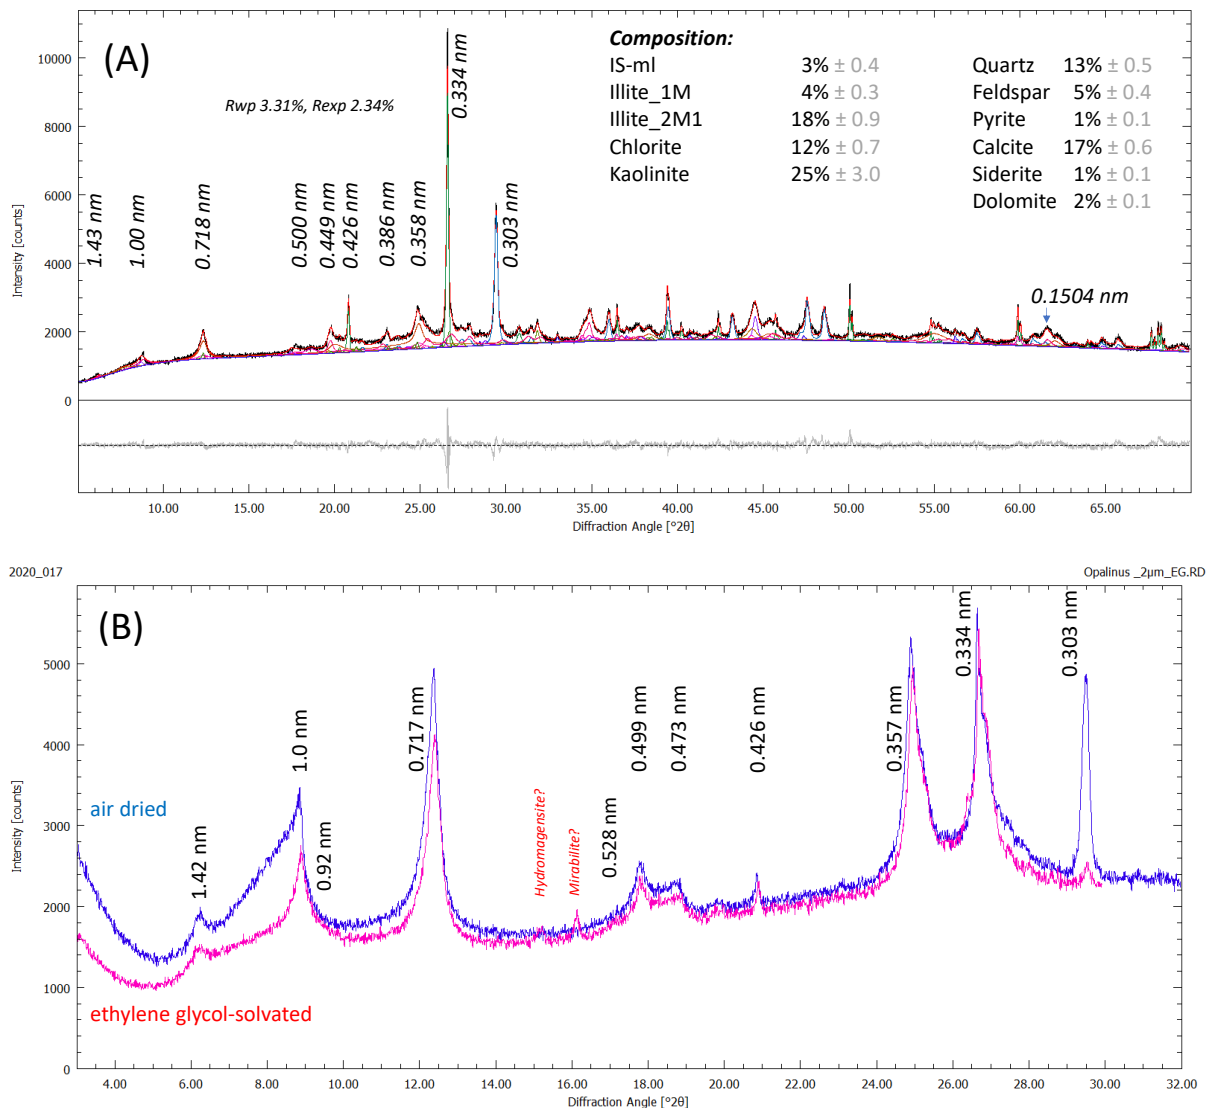 (A)
Rwp 3.31%, Rexp 2.34%
Composition:
IS-ml 3% ± 0.4
Illite_1M 4% ± 0.3
Illite_2M1 18% ± 0.9
Chlorite 12% ± 0.7
Kaolinite 25% ± 3.0
Quartz 13% ± 0.5
Feldspar 5% ± 0.4
Pyrite 1% ± 0.1
Calcite 17% ± 0.6
Siderite 1% ± 0.1
Dolomite 2% ± 0.1
1.43 nm
1.00 nm
0.718 nm
0.500 nm
0.449 nm
0.426 nm
0.386 nm
0.358 nm
0.334 nm
0.303 nm
0.1504 nm
Intensity [counts]
10000
8000
6000
4000
2000
0
10.00 15.00 20.00 25.00 30.00 35.00 40.00 45.00 50.00 55.00 60.00 65.00
Diffraction Angle [°2θ]
2020_017
Opalinus _2µm_EG.RD
(B)
Intensity [counts]
5000
4000
3000
2000
1000
0
air dried
ethylene glycol-solvated
1.42 nm
1.0 nm
0.92 nm
0.717 nm
Hydromagensite?
Mirabilite?
0.528 nm
0.499 nm
0.473 nm
0.426 nm
0.357 nm
0.334 nm
0.303 nm
4.00 6.00 8.00 10.00 12.00 14.00 16.00 18.00 20.00 22.00 24.00 26.00 28.00 30.00 32.00
Diffraction Angle [°2θ]